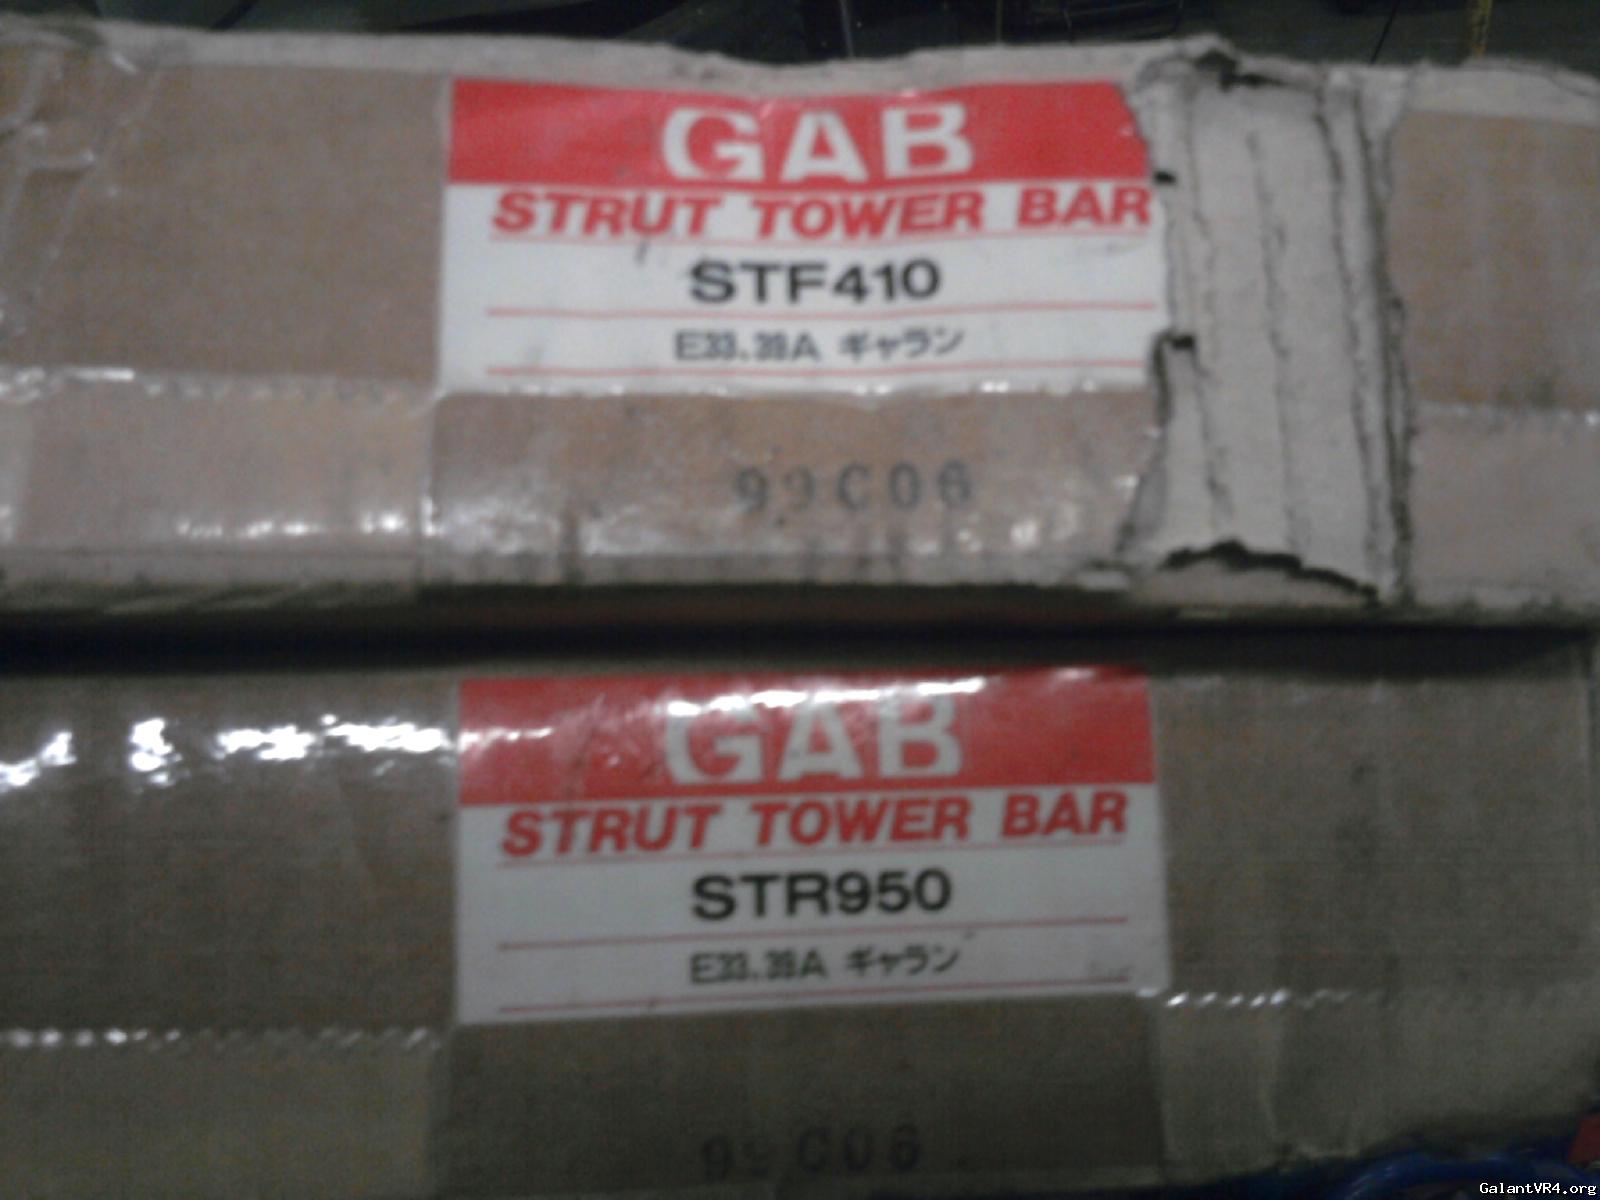 GAB
STRUT TOWER BAR
STF410
E33.39A ギャラン
99C06
GAB
STRUT TOWER BAR
STR950
E33.39A ギャラン
99C06
GalantVR4.org